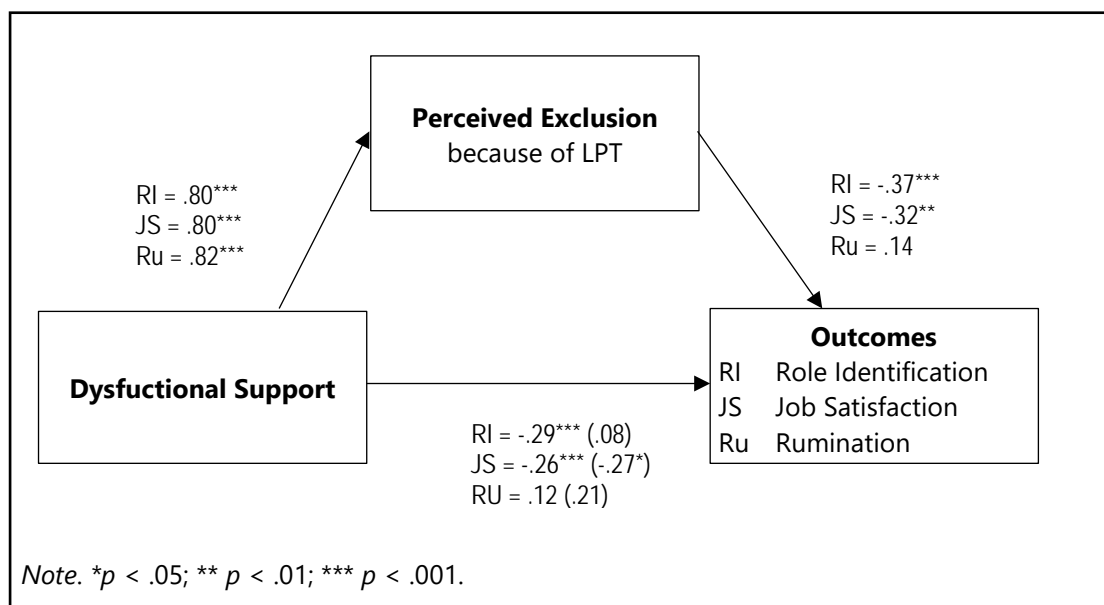 Perceived Exclusion
because of LPT
RI = .80***
JS = .80***
Ru = .82***
RI = -.37***
JS = -.32**
Ru = .14
Dysfuctional Support
Outcomes
RI Role Identification
JS Job Satisfaction
Ru Rumination
RI = -.29*** (.08)
JS = -.26*** (-.27*)
RU = .12 (.21)
Note. *p < .05; ** p < .01; *** p < .001.